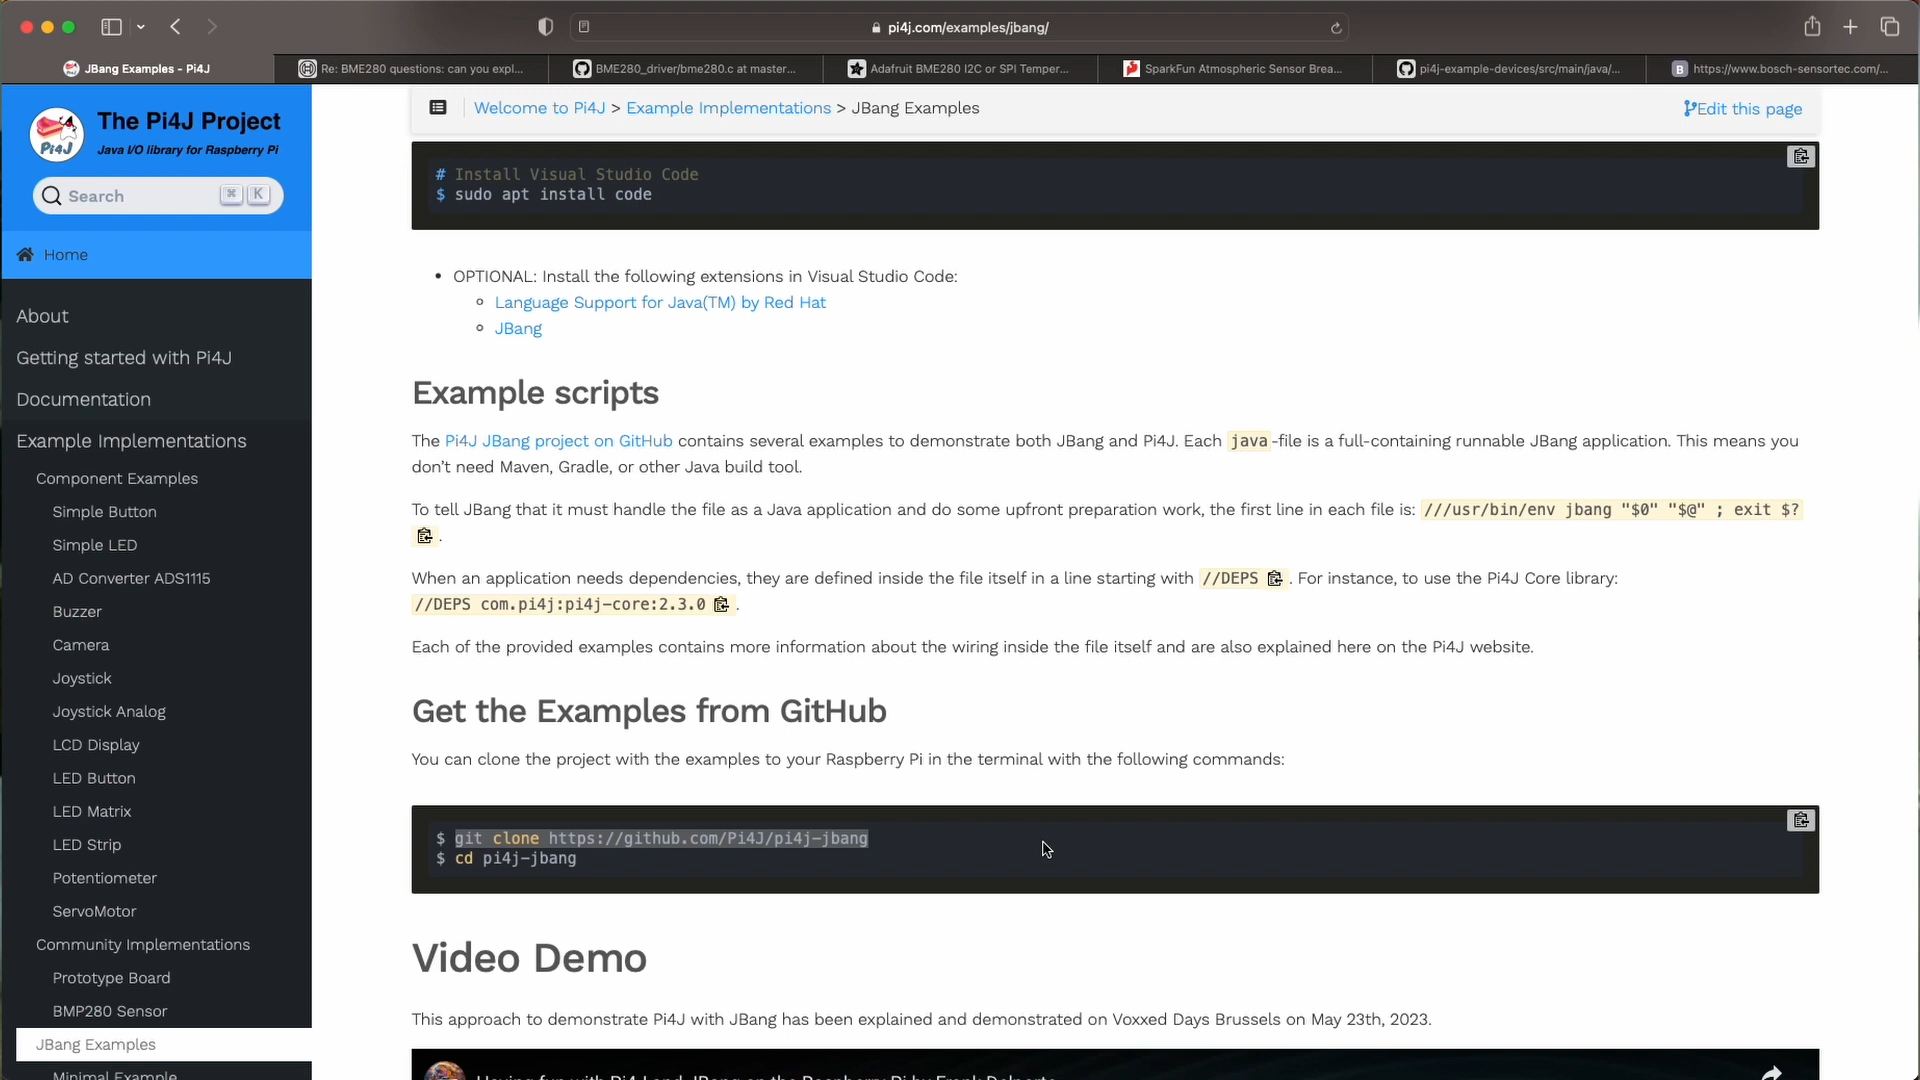 pi4j.com/examples/jbang/
JBang Examples - Pi4J
Re: BME280 questions: can you expl...
BME280_driver/bme280.c at master...
Adafruit BME280 I2C or SPI Temper...
SparkFun Atmospheric Sensor Brea...
pi4j-example-devices/src/main/java/...
B https://www.bosch-sensortec.com/...
Pi4J
The Pi4J Project
Java I/O library for Raspberry Pi
Search ⌘ K
Home
About
Getting started with Pi4J
Documentation
Example Implementations
Component Examples
Simple Button
Simple LED
AD Converter ADS1115
Buzzer
Camera
Joystick
Joystick Analog
LCD Display
LED Button
LED Matrix
LED Strip
Potentiometer
ServoMotor
Community Implementations
Prototype Board
BMP280 Sensor
JBang Examples
Minimal Example
Welcome to Pi4J > Example Implementations > JBang Examples
Edit this page
# Install Visual Studio Code
$ sudo apt install code
• OPTIONAL: Install the following extensions in Visual Studio Code:
Language Support for Java(TM) by Red Hat
JBang
Example scripts
The Pi4J JBang project on GitHub contains several examples to demonstrate both JBang and Pi4J. Each java-file is a full-containing runnable JBang application. This means you
don't need Maven, Gradle, or other Java build tool.
To tell JBang that it must handle the file as a Java application and do some upfront preparation work, the first line in each file is: ///usr/bin/env jbang "$0" "$@" ; exit $?
.
When an application needs dependencies, they are defined inside the file itself in a line starting with //DEPS . For instance, to use the Pi4J Core library:
//DEPS com.pi4j:pi4j-core:2.3.0 .
Each of the provided examples contains more information about the wiring inside the file itself and are also explained here on the Pi4J website.
Get the Examples from GitHub
You can clone the project with the examples to your Raspberry Pi in the terminal with the following commands:
$ git clone https://github.com/Pi4J/pi4j-jbang
$ cd pi4j-jbang
Video Demo
This approach to demonstrate Pi4J with JBang has been explained and demonstrated on Voxxed Days Brussels on May 23th, 2023.
Having fun with Pi4J and JBang on the Raspberry Pi by Frank Delporte